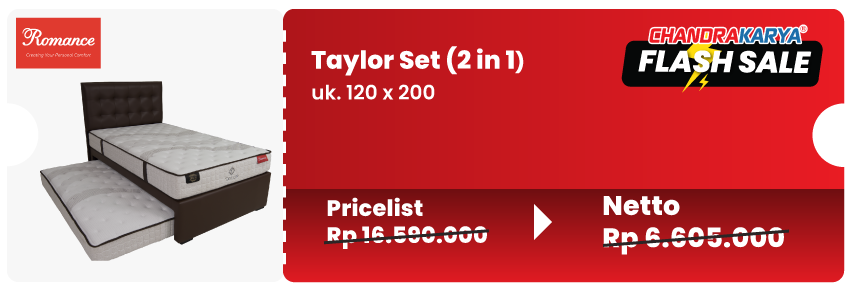 Romance
Creating Your Personal Comfort
CHANDRAKARYA®
FLASH SALE
Taylor Set (2 in 1)
uk. 120 x 200
Pricelist
Rp 16.590.000
Netto
Rp 6.605.000